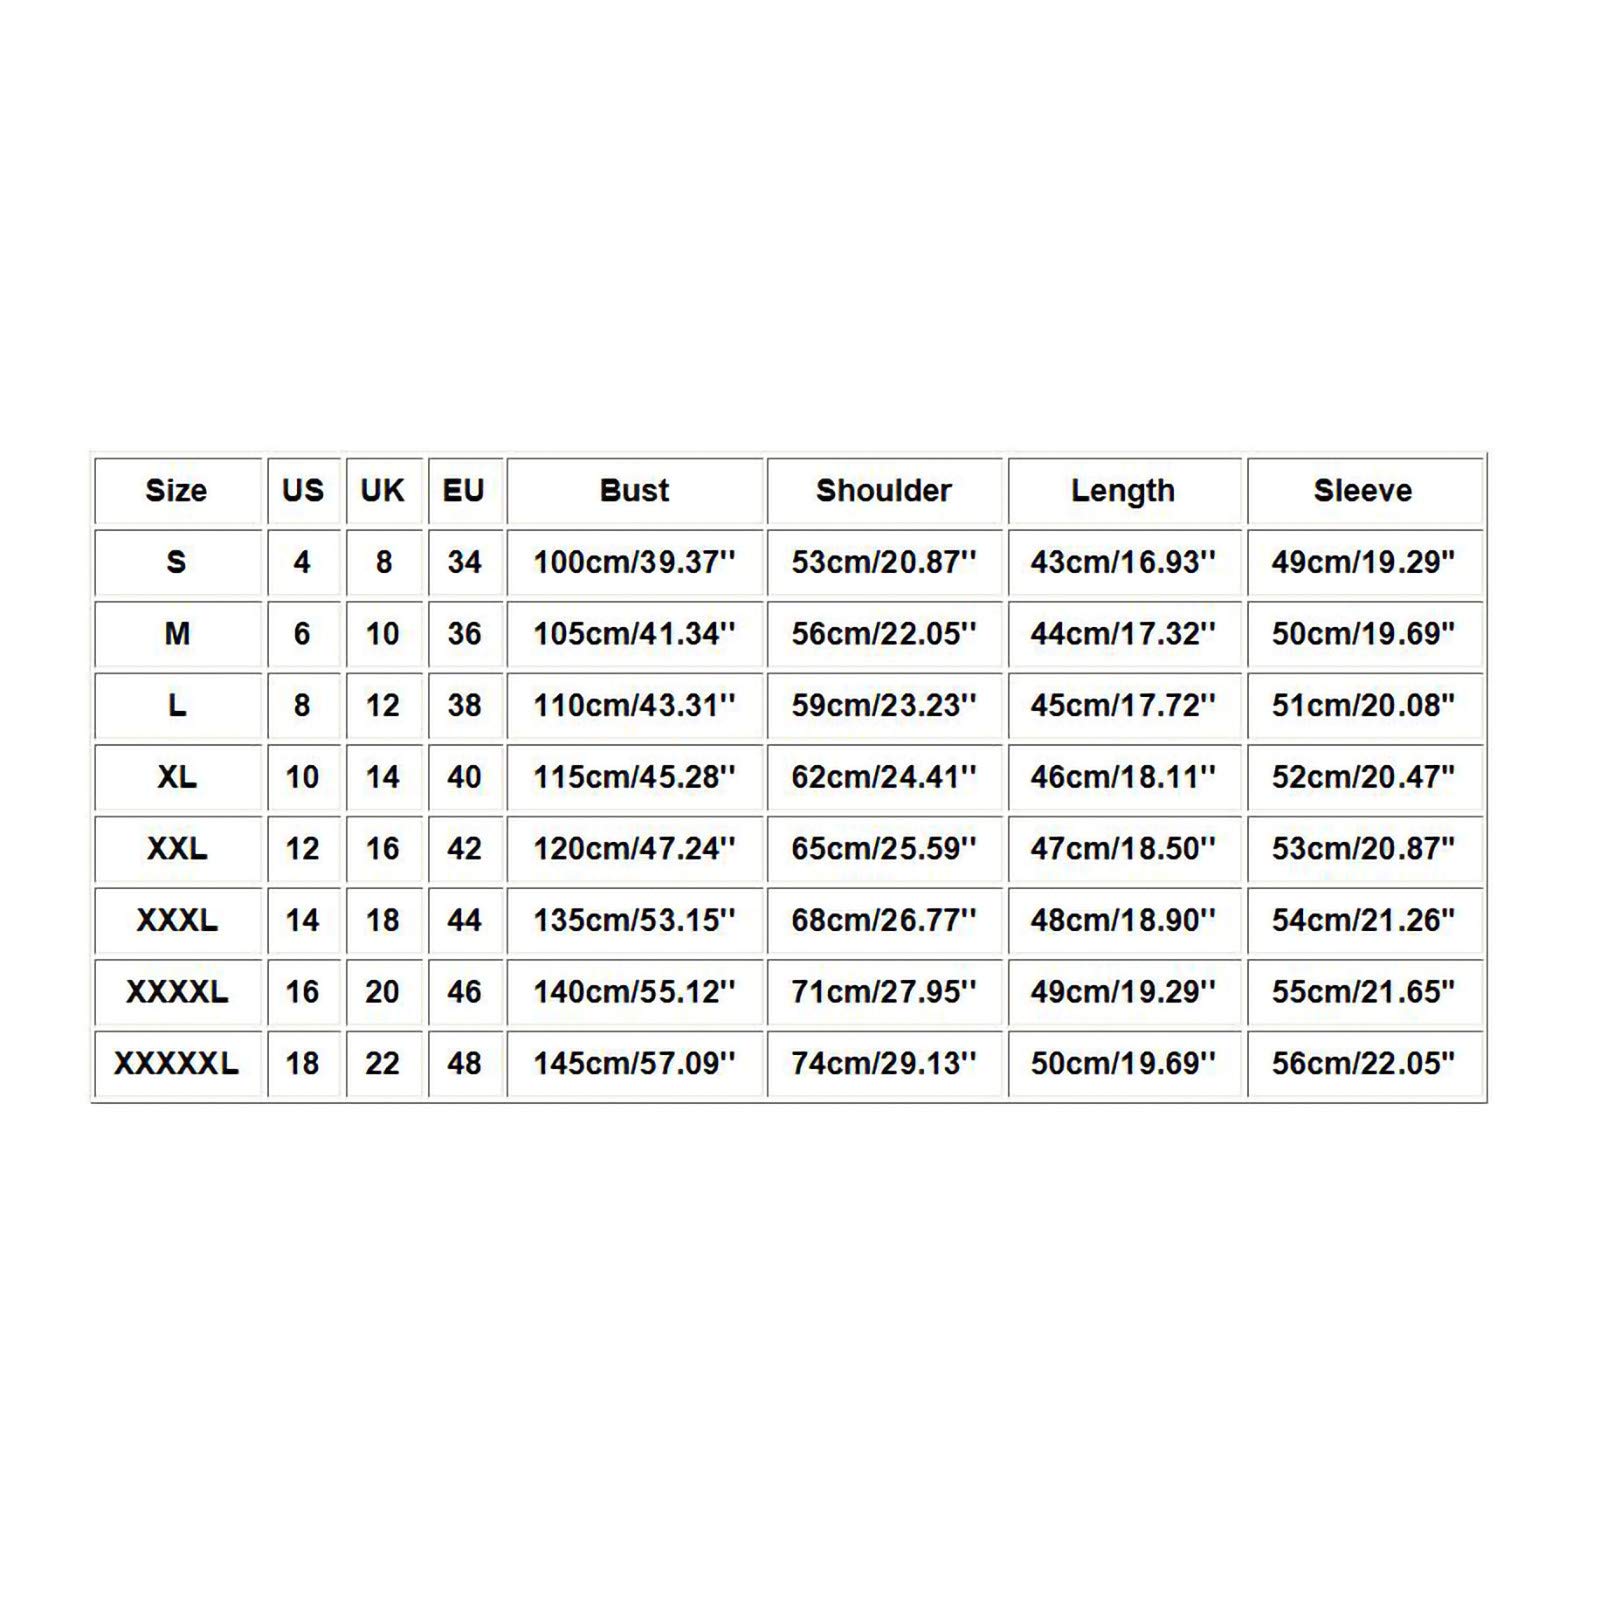 Size US UK EU Bust Shoulder Length Sleeve
S 4 8 34 100cm/39.37'' 53cm/20.87'' 43cm/16.93'' 49cm/19.29"
M 6 10 36 105cm/41.34'' 56cm/22.05'' 44cm/17.32'' 50cm/19.69"
L 8 12 38 110cm/43.31'' 59cm/23.23'' 45cm/17.72'' 51cm/20.08"
XL 10 14 40 115cm/45.28'' 62cm/24.41'' 46cm/18.11'' 52cm/20.47"
XXL 12 16 42 120cm/47.24'' 65cm/25.59'' 47cm/18.50'' 53cm/20.87"
XXXL 14 18 44 135cm/53.15'' 68cm/26.77'' 48cm/18.90'' 54cm/21.26"
XXXXL 16 20 46 140cm/55.12'' 71cm/27.95'' 49cm/19.29'' 55cm/21.65"
XXXXXL 18 22 48 145cm/57.09'' 74cm/29.13'' 50cm/19.69'' 56cm/22.05"